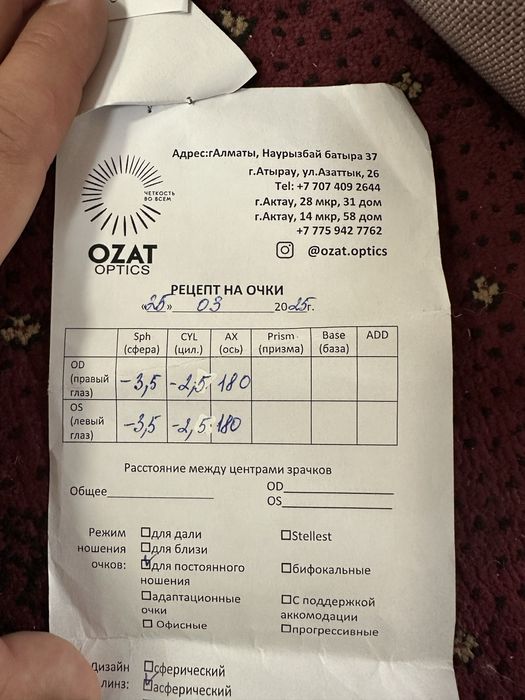 Адрес:гАлматы, Наурызбай батыра 37
г.Атырау, ул.Азаттык, 26
Tel: +7 707 409 2644
г.Актау, 28 мкр, 31 дом
г.Актау, 14 мкр, 58 дом
+7 775 942 7762
@ozat.optics
ЧЕТКОСТЬ
ВО ВСЕМ
OZAT
OPTICS
РЕЦЕПТ НА ОЧКИ
«25» 03 2025г.
Sph (сфера) CYL (цил.) AX (ось) Prism (призма) Base (база) ADD
OD (правый глаз) -3,5 -2,5 180
OS (левый глаз) -3,5 -2,5 180
Расстояние между центрами зрачков
Общее OD
OS
Режим ношения очков:
для дали
для близи
для постоянного ношения
адаптационные очки
Офисные
Stellest
бифокальные
С поддержкой аккомодации
прогрессивные
Дизайн линз:
сферический
асферический